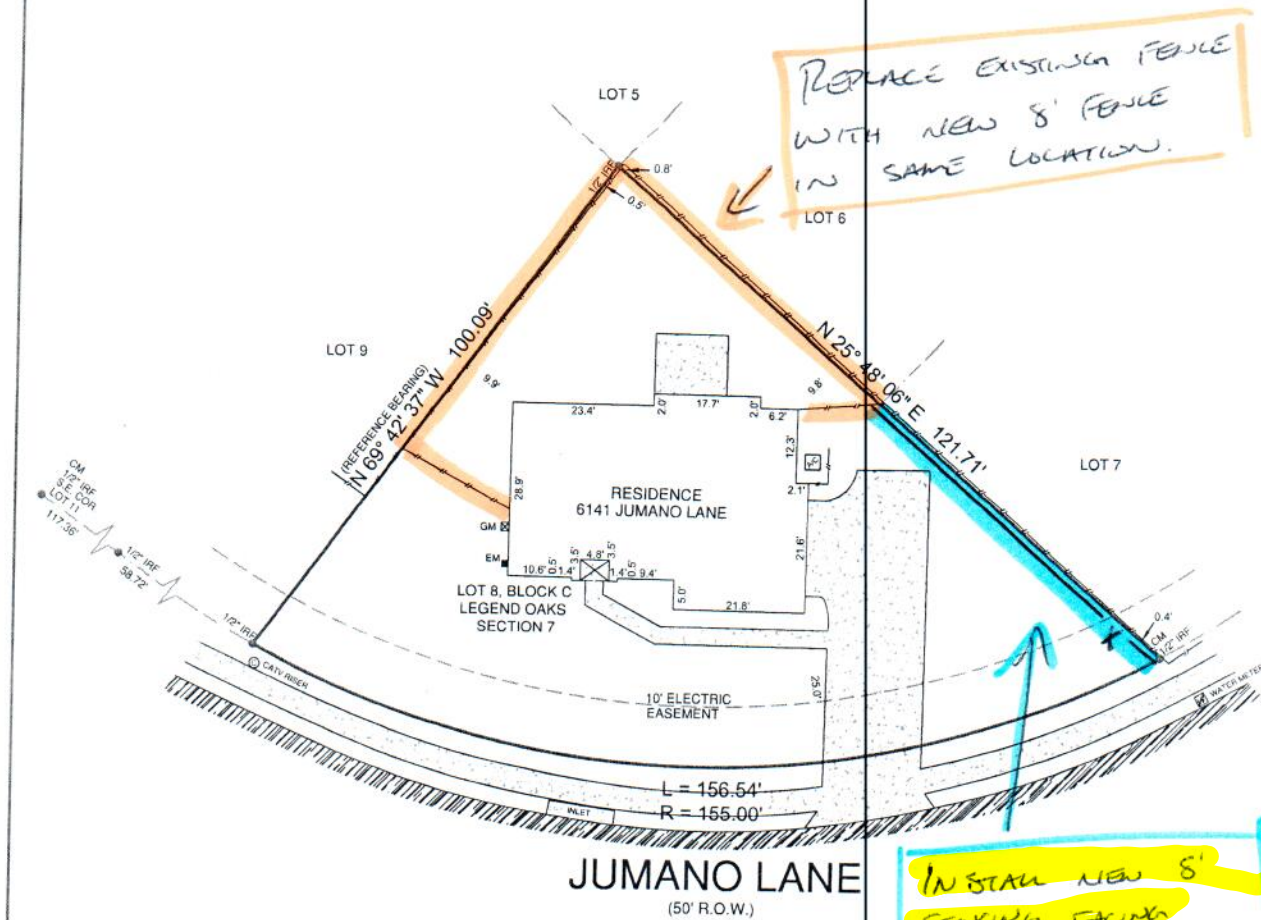 REPLACE EXISTING FENCE
WITH NEW 8' FENCE
IN SAME LOCATION.
LOT 5
1/2" IRF
0.8'
0.5'
LOT 6
LOT 9
(REFERENCE BEARING)
N 69° 42' 37" W 100.09'
9.9'
N 25° 48' 06" E 121.71'
9.8'
LOT 7
23.4'
2.0'
17.7'
2.0'
6.2'
12.3'
A/C
2.1'
28.9'
RESIDENCE
6141 JUMANO LANE
21.6'
GM
EM
10.6'
0.5'
1.4'
3.5'
4.8'
3.5'
1.4'
0.5'
9.4'
5.0'
21.8'
LOT 8, BLOCK C
LEGEND OAKS
SECTION 7
CM
1/2" IRF
S.E. COR
LOT 11
117.36'
1/2" IRF
58.72'
1/2" IRF
C CATV RISER
10' ELECTRIC
EASEMENT
25.0'
0.4'
CM
1/2" IRF
WATER METER
L = 156.54'
R = 155.00'
INLET
JUMANO LANE
(50' R.O.W.)
INSTALL NEW 8'
FENCING FACING